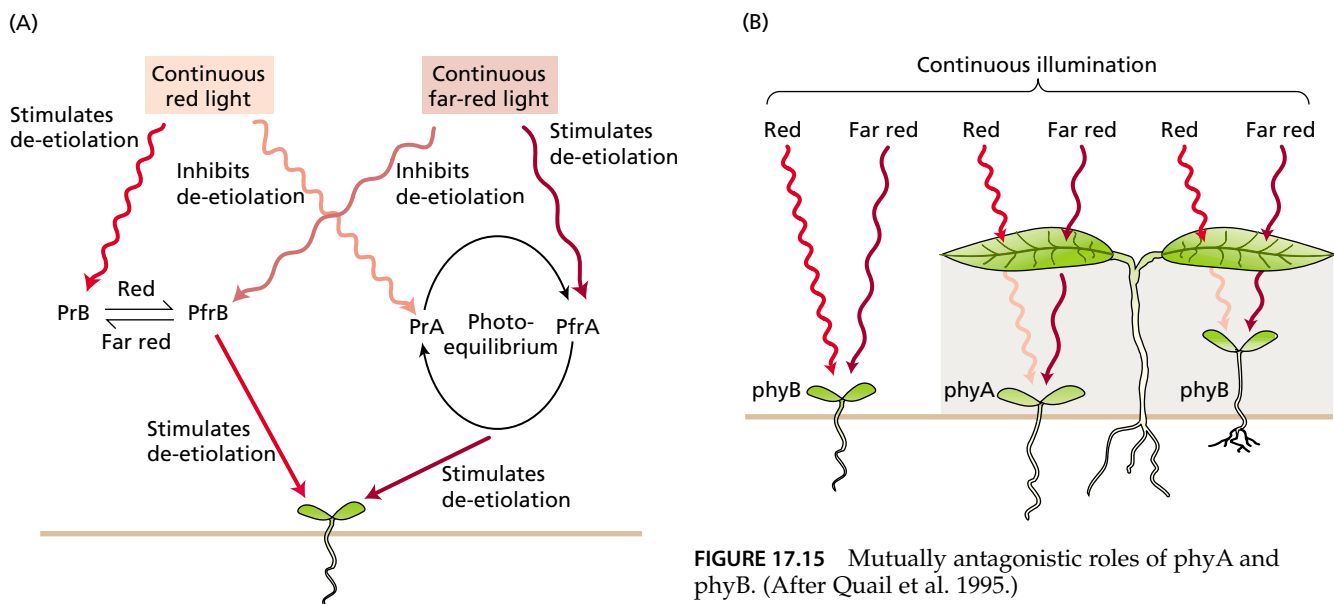 (A)
Continuous
red light
Continuous
far-red light
Stimulates
de-etiolation
Inhibits
de-etiolation
Inhibits
de-etiolation
Stimulates
de-etiolation
PrB
Red
Far red
PfrB
PrA
Photo-
equilibrium
PfrA
Stimulates
de-etiolation
Stimulates
de-etiolation
(B)
Continuous illumination
Red Far red Red Far red Red Far red
phyB
phyA
phyB
FIGURE 17.15 Mutually antagonistic roles of phyA and
phyB. (After Quail et al. 1995.)